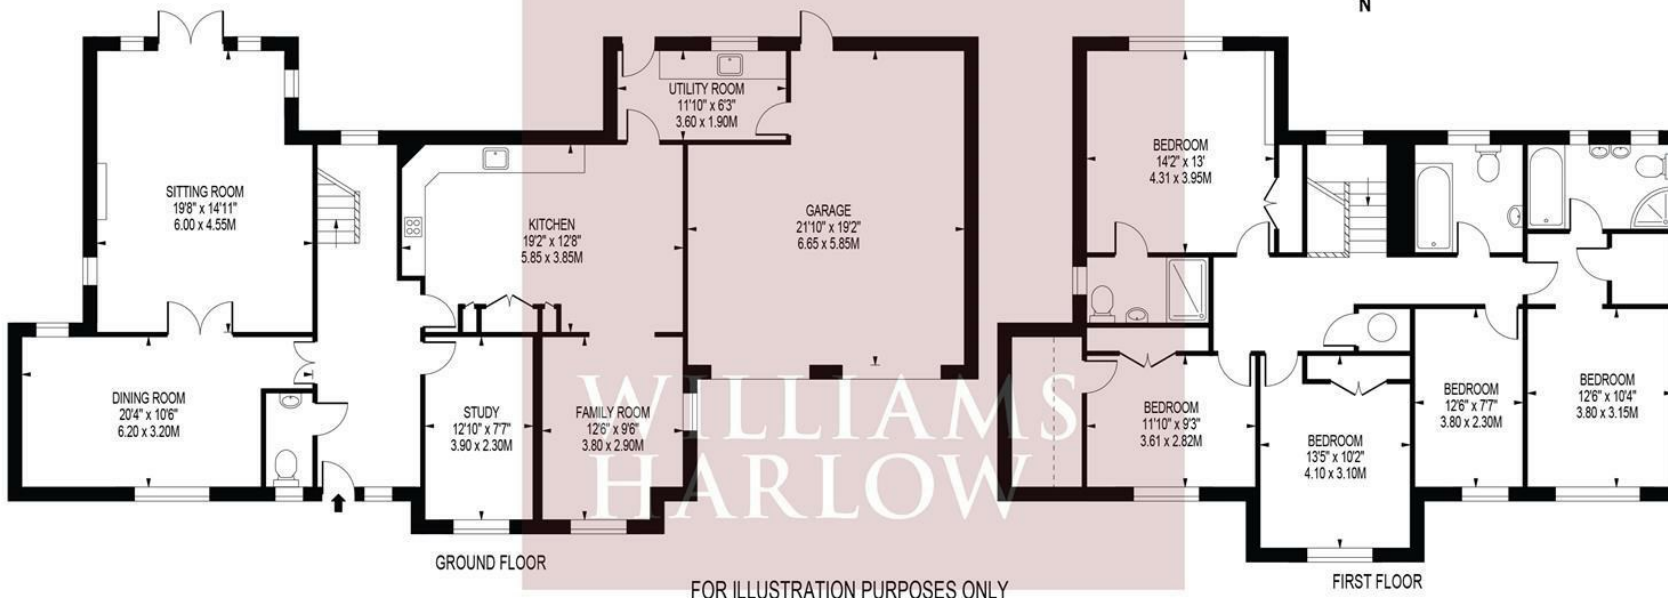 N
SITTING ROOM
19'8" x 14'11"
6.00 x 4.55M
DINING ROOM
20'4" x 10'6"
6.20 x 3.20M
KITCHEN
19'2" x 12'8"
5.85 x 3.85M
UTILITY ROOM
11'10" x 6'3"
3.60 x 1.90M
GARAGE
21'10" x 19'2"
6.65 x 5.85M
STUDY
12'10" x 7'7"
3.90 x 2.30M
FAMILY ROOM
12'6" x 9'6"
3.80 x 2.90M
GROUND FLOOR
BEDROOM
14'2" x 13'
4.31 x 3.95M
BEDROOM
11'10" x 9'3"
3.61 x 2.82M
BEDROOM
13'5" x 10'2"
4.10 x 3.10M
BEDROOM
12'6" x 7'7"
3.80 x 2.30M
BEDROOM
12'6" x 10'4"
3.80 x 3.15M
FIRST FLOOR
WILLIAMS
HARLOW
FOR ILLUSTRATION PURPOSES ONLY